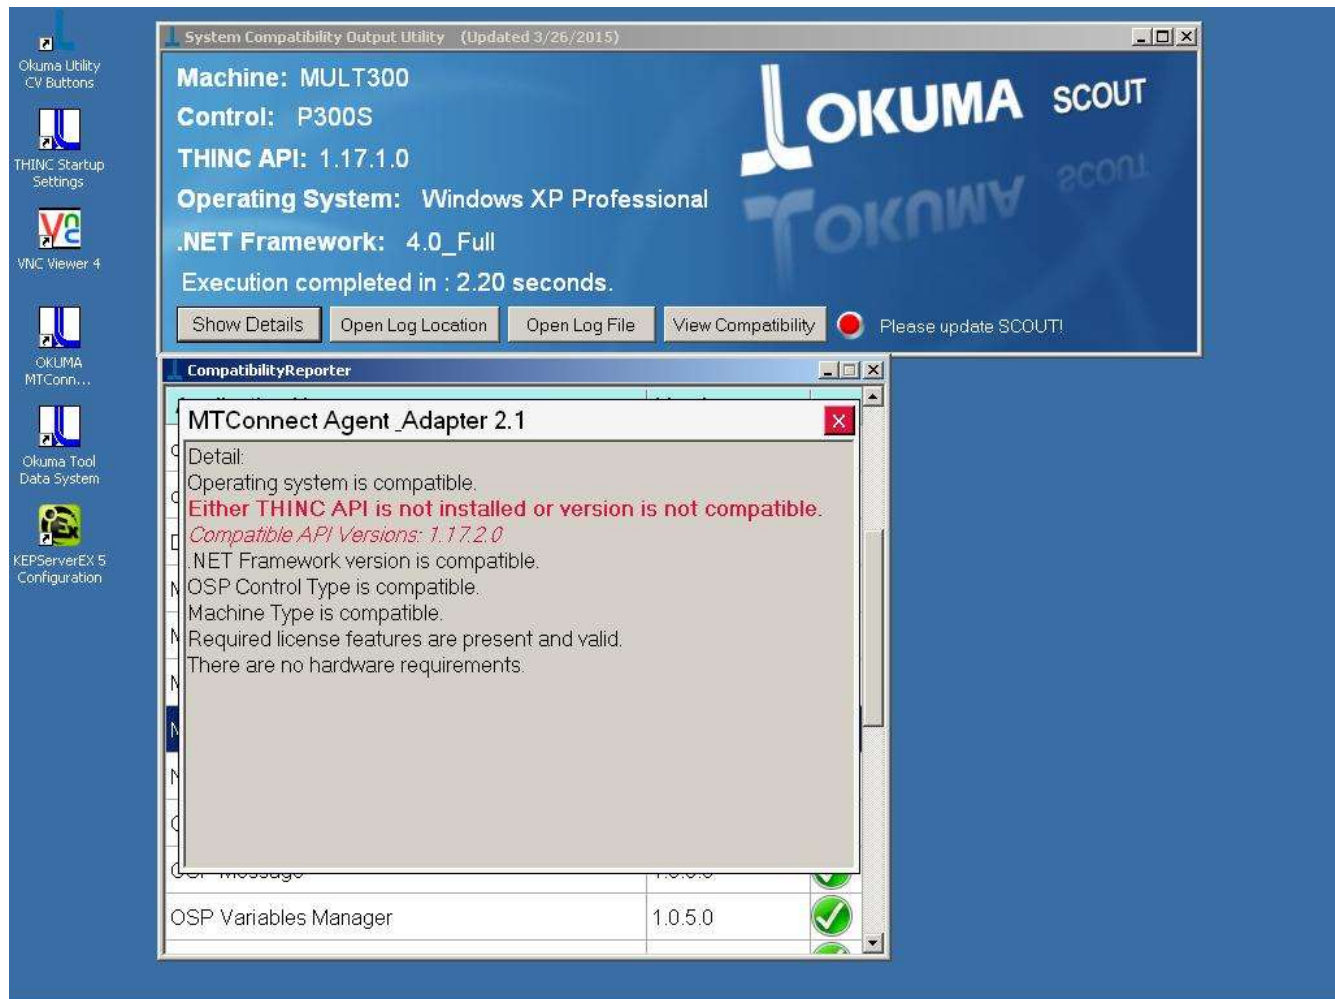 Okuma Utility
CV Buttons
THINC Startup
Settings
VNC Viewer 4
OKUMA
MTConn...
Okuma Tool
Data System
KEPServerEX 5
Configuration
System Compatibility Output Utility (Updated 3/26/2015)
Machine: MULT300
Control: P300S
THINC API: 1.17.1.0
Operating System: Windows XP Professional
.NET Framework: 4.0_Full
Execution completed in : 2.20 seconds.
OKUMA SCOUT
Show Details
Open Log Location
Open Log File
View Compatibility
Please update SCOUT!
CompatibilityReporter
MTConnect Agent_Adapter 2.1
Detail:
Operating system is compatible.
Either THINC API is not installed or version is not compatible.
Compatible API Versions: 1.17.2.0
.NET Framework version is compatible.
OSP Control Type is compatible.
Machine Type is compatible.
Required license features are present and valid.
There are no hardware requirements.
OSP Variables Manager 1.0.5.0